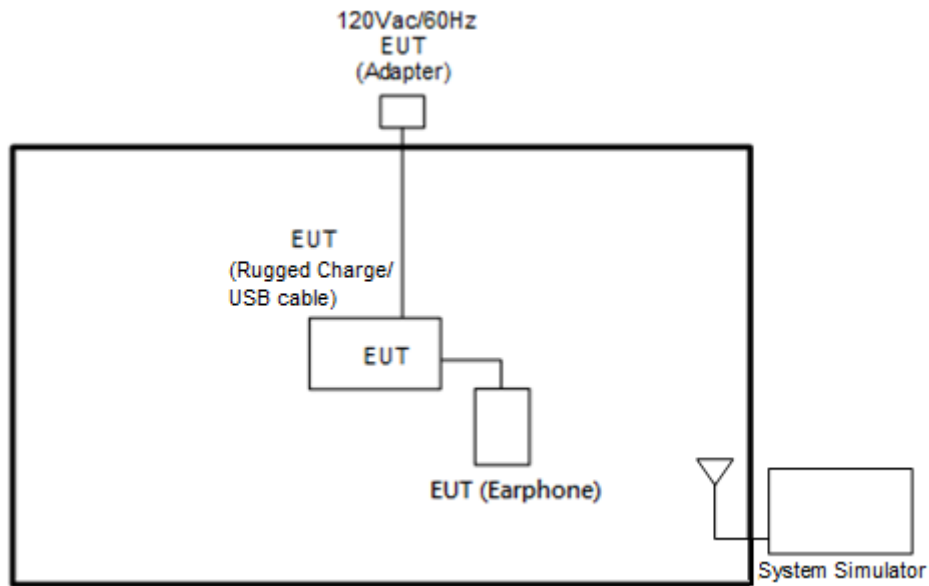 120Vac/60Hz
EUT
(Adapter)
EUT
(Rugged Charge/
USB cable)
EUT
EUT (Earphone)
System Simulator